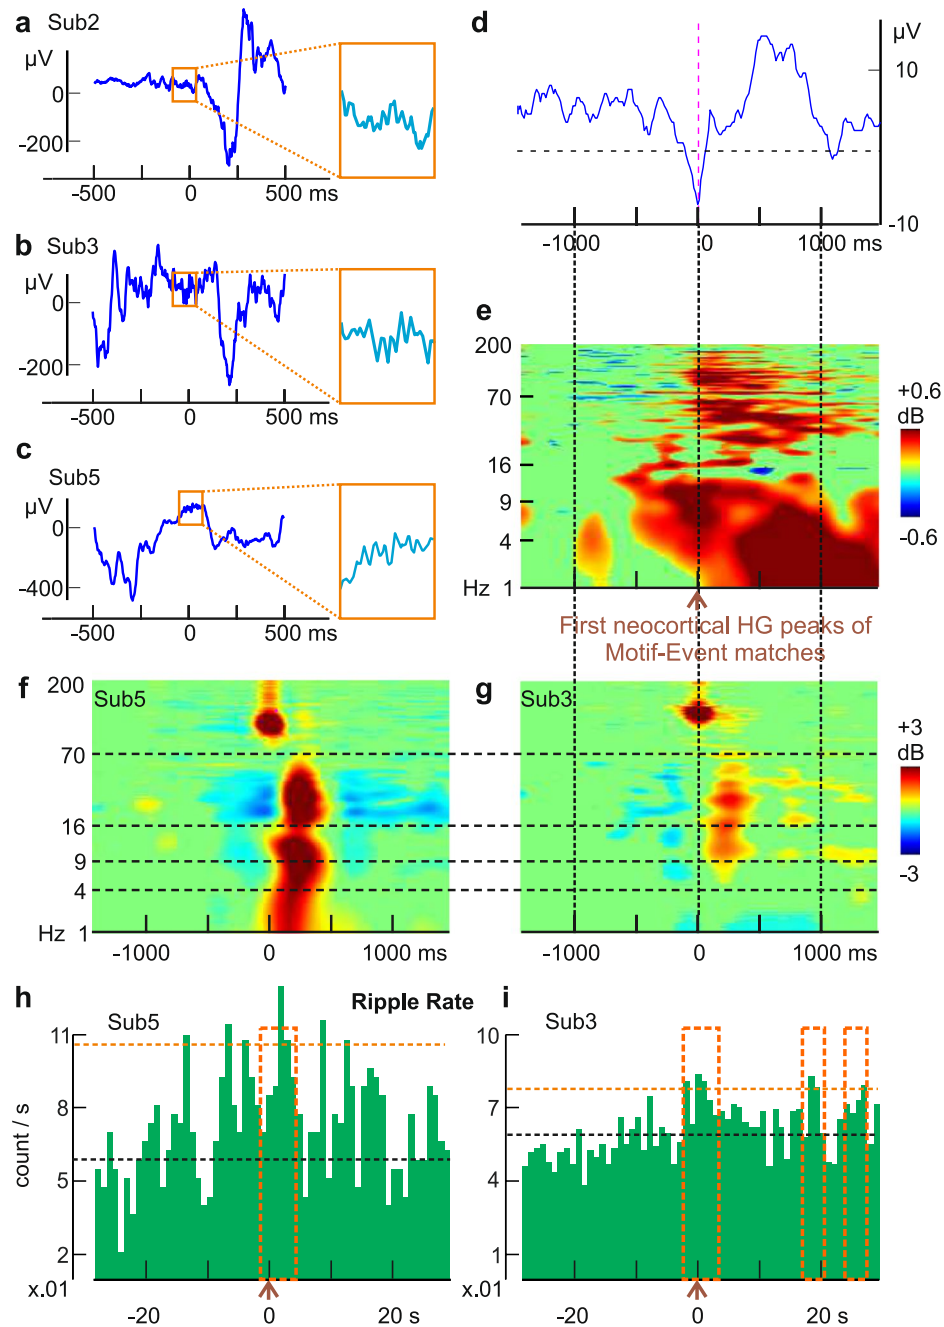 a Sub2
µV
0
-200
-500 0 500 ms
b Sub3
µV
0
-200
-500 0 500 ms
c
Sub5
µV
0
-400
-500 0 500 ms
d
µV
10
-10
-1000 0 1000 ms
e
200
70
16
9
4
Hz 1
+0.6
dB
-0.6
First neocortical HG peaks of
Motif-Event matches
f
Sub5
200
70
16
9
4
Hz 1
-1000 0 1000 ms
g
Sub3
+3
dB
-3
-1000 0 1000 ms
h
Sub5
Ripple Rate
11
8
5
2
count / s
x.01
-20 0 20 s
i
Sub3
10
7
4
1
x.01
-20 0 20 s